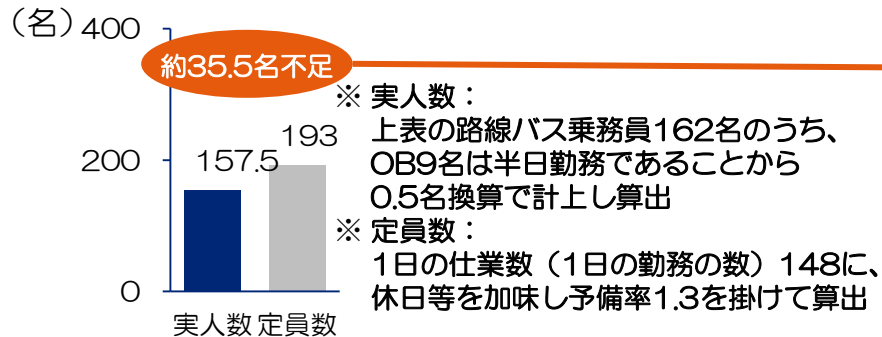 （名）
400
約35.5名不足
200
0
157.5
193
実人数
定員数
※ 実人数：
上表の路線バス乗務員162名のうち、
OB9名は半日勤務であることから
0.5名換算で計上し算出
※ 定員数：
1日の仕業数（1日の勤務の数）148に、
休日等を加味し予備率1.3を掛けて算出